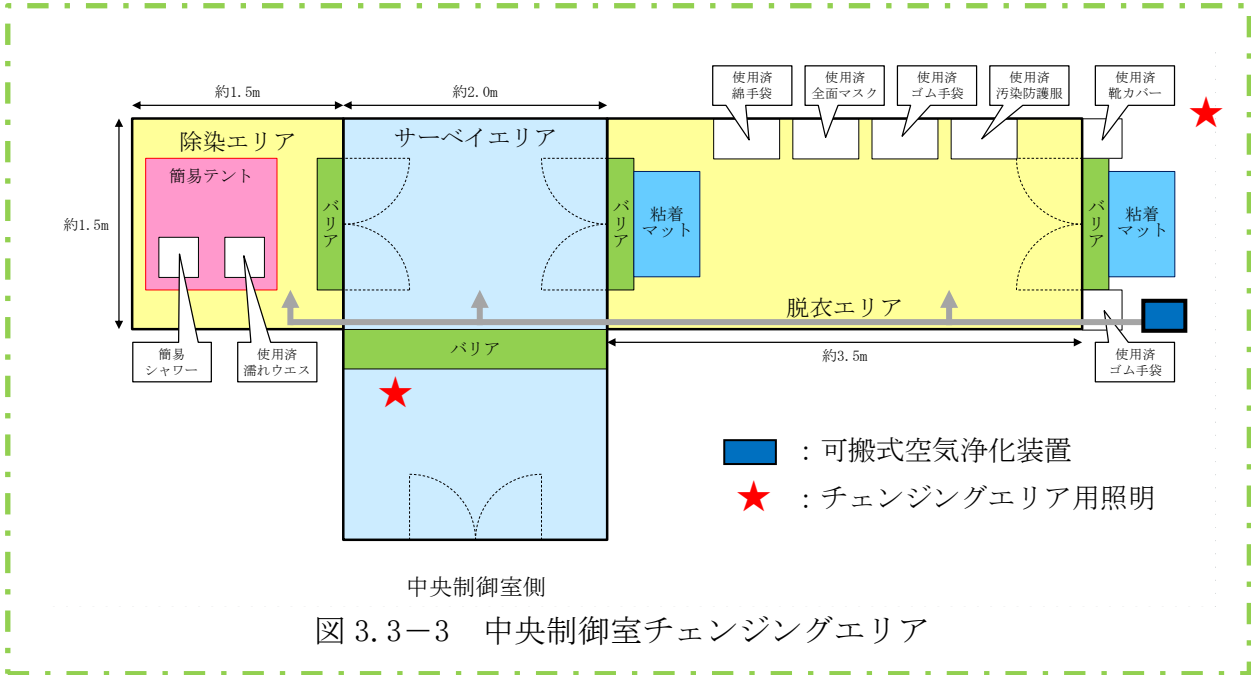 約1.5m
約2.0m
使用済
綿手袋
使用済
全面マスク
使用済
ゴム手袋
使用済
汚染防護服
使用済
靴カバー
除染エリア
サーベイエリア
簡易テント
約1.5m
バリア
バリア
粘着
マット
バリア
粘着
マット
脱衣エリア
簡易
シャワー
使用済
濡れウエス
バリア
約3.5m
使用済
ゴム手袋
：可搬式空気浄化装置
：チェンジングエリア用照明
中央制御室側
図 3.3－3　中央制御室チェンジングエリア